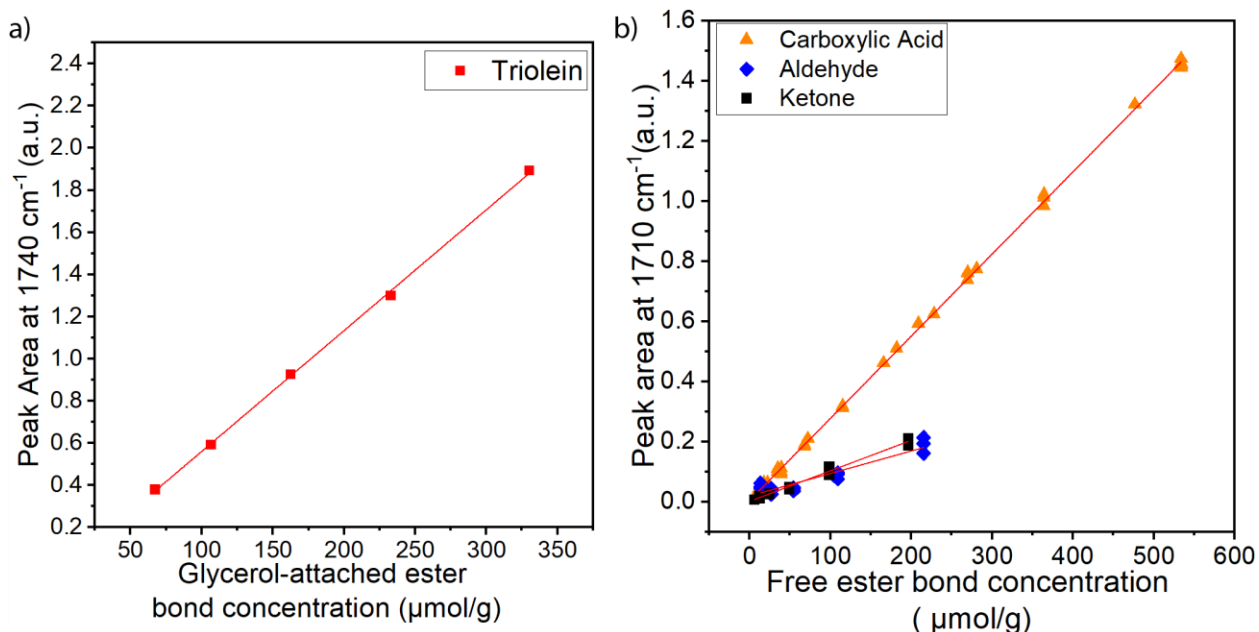 a)
Triolein
Peak Area at 1740 cm⁻¹ (a.u.)
2.4
2.2
2.0
1.8
1.6
1.4
1.2
1.0
0.8
0.6
0.4
0.2
50 100 150 200 250 300 350
Glycerol-attached ester
bond concentration (µmol/g)
b)
Carboxylic Acid
Aldehyde
Ketone
Peak area at 1710 cm⁻¹(a.u.)
1.6
1.4
1.2
1.0
0.8
0.6
0.4
0.2
0.0
0 100 200 300 400 500 600
Free ester bond concentration
( µmol/g)